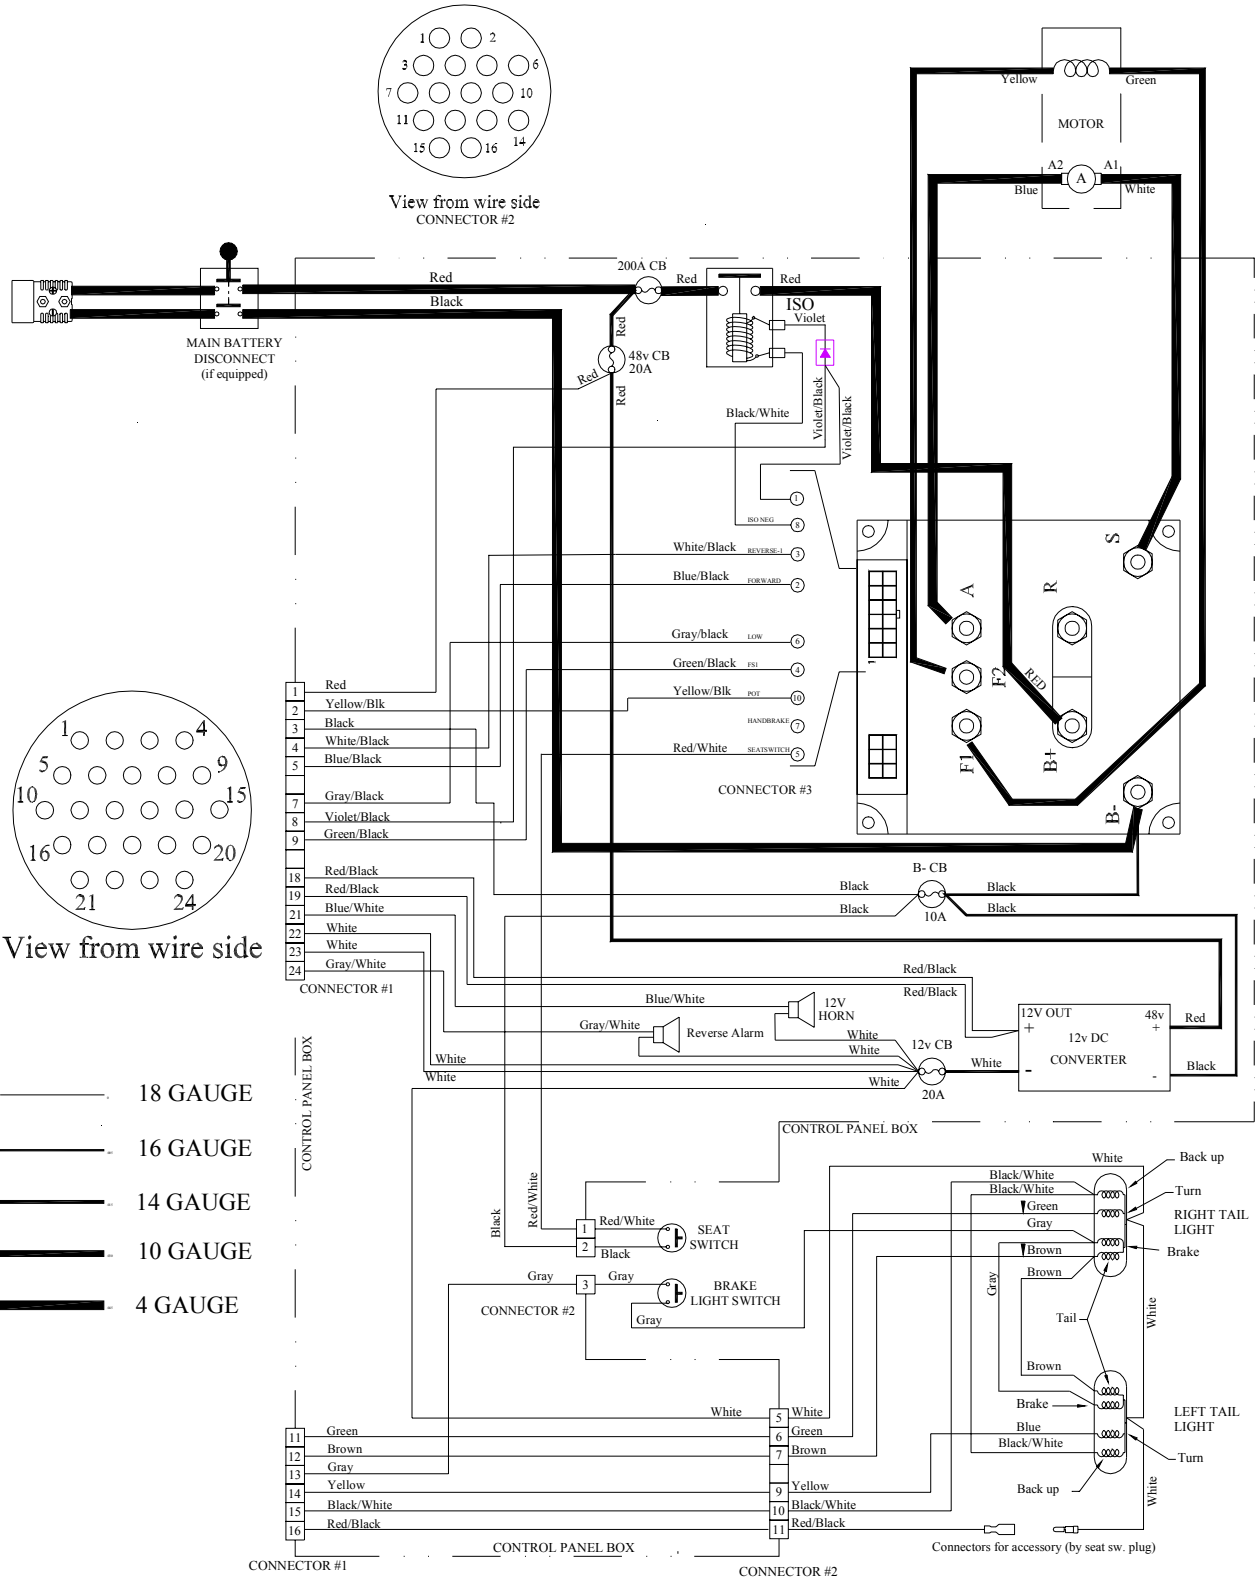 1 2
3 6
7 10
11 14
15 16
View from wire side
CONNECTOR #2
Yellow Green
MOTOR
A2 A A1
Blue White
Red
Black
MAIN BATTERY
DISCONNECT
(if equipped)
200A CB
Red
Red
ISO
Violet
Red
48v CB
20A
Red
Red
Black/White
Violet/Black
Violet/Black
1
ISO NEG 8
White/Black REVERSE-1 3
Blue/Black FORWARD 2
Gray/black LOW 6
Green/Black FS1 4
Yellow/Blk POT 10
HANDBRAKE 7
Red/White SEATSWITCH 5
CONNECTOR #3
1
S
A
R
F2
RED
F1
B+
B-
1 Red
2 Yellow/Blk
3 Black
4 White/Black
5 Blue/Black
7 Gray/Black
8 Violet/Black
9 Green/Black
18 Red/Black
19 Red/Black
21 Blue/White
22 White
23 White
24 Gray/White
CONNECTOR #1
1 4
5 9
10 15
16 20
21 24
View from wire side
B- CB
Black Black
Black Black
10A
Red/Black
Red/Black
Blue/White
12V
HORN
Gray/White
Reverse Alarm
White
White
White
White
White
12v CB
20A
White
12V OUT 48v
+ +
12v DC
CONVERTER
- -
Red
Black
CONTROL PANEL BOX
CONTROL PANEL BOX
18 GAUGE
16 GAUGE
14 GAUGE
10 GAUGE
4 GAUGE
Black
Red/White
1 Red/White
2 Black
SEAT
SWITCH
Gray 3 Gray
BRAKE
LIGHT SWITCH
Gray
CONNECTOR #2
White
Black/White
Black/White
Green
Gray
Brown
Brown
Gray
Back up
Turn
RIGHT TAIL
LIGHT
Brake
Tail
White
Brown
Brake
Blue
Black/White
Back up
LEFT TAIL
LIGHT
Turn
White
White 5 White
11 Green 6 Green
12 Brown 7 Brown
13 Gray
14 Yellow 9 Yellow
15 Black/White 10 Black/White
16 Red/Black 11 Red/Black
CONTROL PANEL BOX
CONNECTOR #1
CONNECTOR #2
Connectors for accessory (by seat sw. plug)